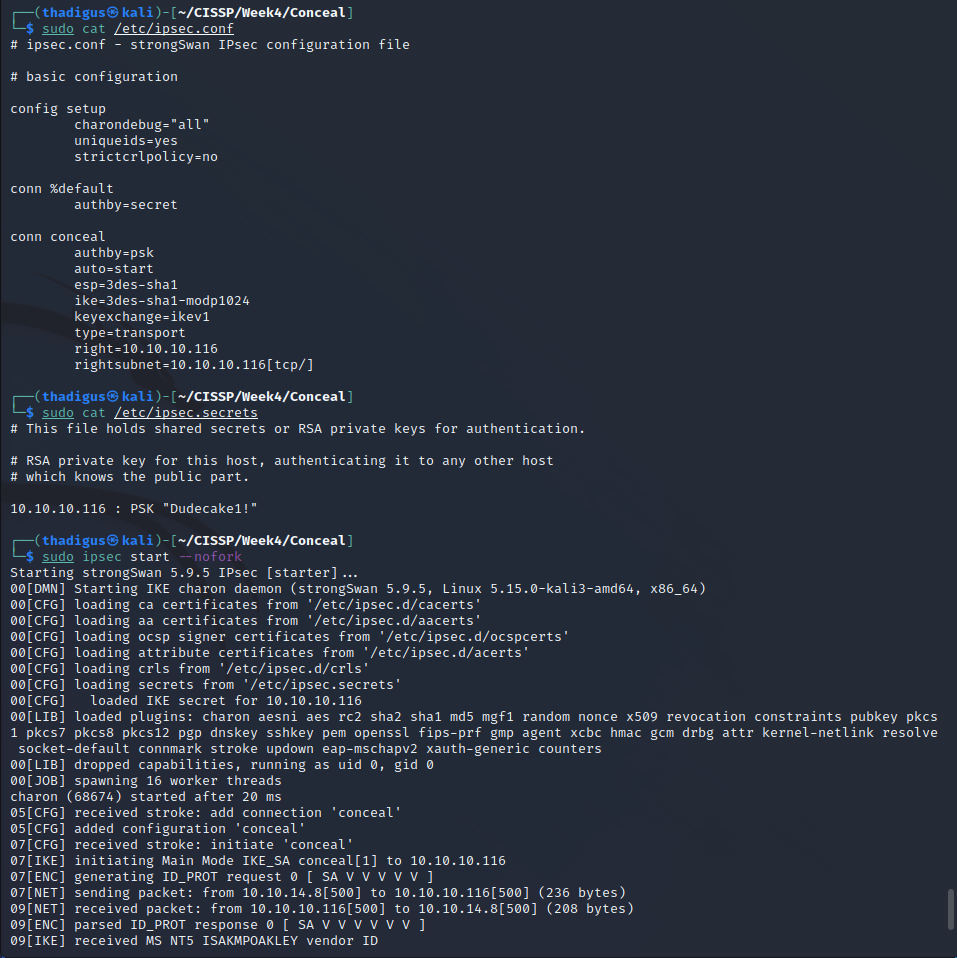 ┌──(thadigus㉿kali)-[~/CISSP/Week4/Conceal]
└─$ sudo cat /etc/ipsec.conf
# ipsec.conf - strongSwan IPsec configuration file
# basic configuration
config setup
        charondebug="all"
        uniqueids=yes
        strictcrlpolicy=no
conn %default
        authby=secret
conn conceal
        authby=psk
        auto=start
        esp=3des-sha1
        ike=3des-sha1-modp1024
        keyexchange=ikev1
        type=transport
        right=10.10.10.116
        rightsubnet=10.10.10.116[tcp/]
┌──(thadigus㉿kali)-[~/CISSP/Week4/Conceal]
└─$ sudo cat /etc/ipsec.secrets
# This file holds shared secrets or RSA private keys for authentication.
# RSA private key for this host, authenticating it to any other host
# which knows the public part.
10.10.10.116 : PSK "Dudecake1!"
┌──(thadigus㉿kali)-[~/CISSP/Week4/Conceal]
└─$ sudo ipsec start --nofork
Starting strongSwan 5.9.5 IPsec [starter]...
00[DMN] Starting IKE charon daemon (strongSwan 5.9.5, Linux 5.15.0-kali3-amd64, x86_64)
00[CFG] loading ca certificates from '/etc/ipsec.d/cacerts'
00[CFG] loading aa certificates from '/etc/ipsec.d/aacerts'
00[CFG] loading ocsp signer certificates from '/etc/ipsec.d/ocspcerts'
00[CFG] loading attribute certificates from '/etc/ipsec.d/acerts'
00[CFG] loading crls from '/etc/ipsec.d/crls'
00[CFG] loading secrets from '/etc/ipsec.secrets'
00[CFG]   loaded IKE secret for 10.10.10.116
00[LIB] loaded plugins: charon aesni aes rc2 sha2 sha1 md5 mgf1 random nonce x509 revocation constraints pubkey pkcs
1 pkcs7 pkcs8 pkcs12 pgp dnskey sshkey pem openssl fips-prf gmp agent xcbc hmac gcm drbg attr kernel-netlink resolve
 socket-default connmark stroke updown eap-mschapv2 xauth-generic counters
00[LIB] dropped capabilities, running as uid 0, gid 0
00[JOB] spawning 16 worker threads
charon (68674) started after 20 ms
05[CFG] received stroke: add connection 'conceal'
05[CFG] added configuration 'conceal'
07[CFG] received stroke: initiate 'conceal'
07[IKE] initiating Main Mode IKE_SA conceal[1] to 10.10.10.116
07[ENC] generating ID_PROT request 0 [ SA V V V V V ]
07[NET] sending packet: from 10.10.14.8[500] to 10.10.10.116[500] (236 bytes)
09[NET] received packet: from 10.10.10.116[500] to 10.10.14.8[500] (208 bytes)
09[ENC] parsed ID_PROT response 0 [ SA V V V V V V ]
09[IKE] received MS NT5 ISAKMPOAKLEY vendor ID